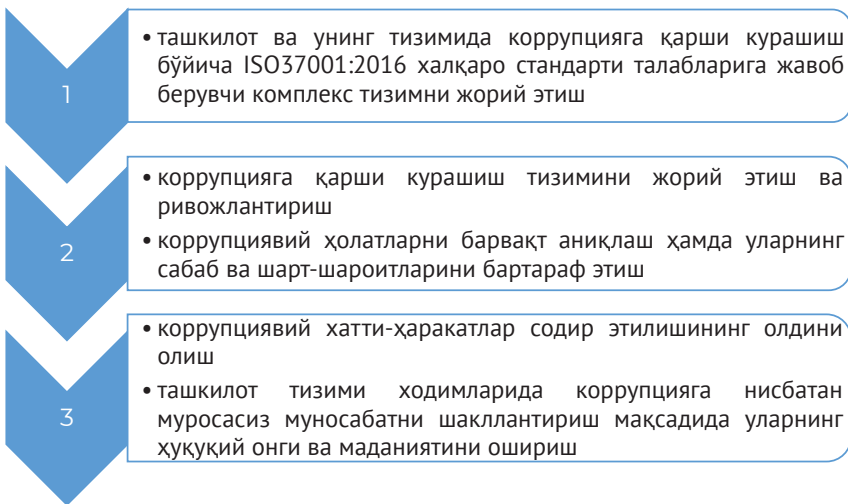 1
• ташкилот ва унинг тизимида коррупцияга қарши курашиш
бўйича ISO37001:2016 халқаро стандарти талабларига жавоб
берувчи комплекс тизимни жорий этиш
2
• коррупцияга қарши курашиш тизимини жорий этиш ва
ривожлантириш
• коррупциявий ҳолатларни барвақт аниқлаш ҳамда уларнинг
сабаб ва шарт-шароитларини бартараф этиш
3
• коррупциявий хатти-ҳаракатлар содир этилишининг олдини
олиш
• ташкилот тизими ходимларида коррупцияга нисбатан
муросасиз муносабатни шакллантириш мақсадида уларнинг
ҳуқуқий онги ва маданиятини ошириш